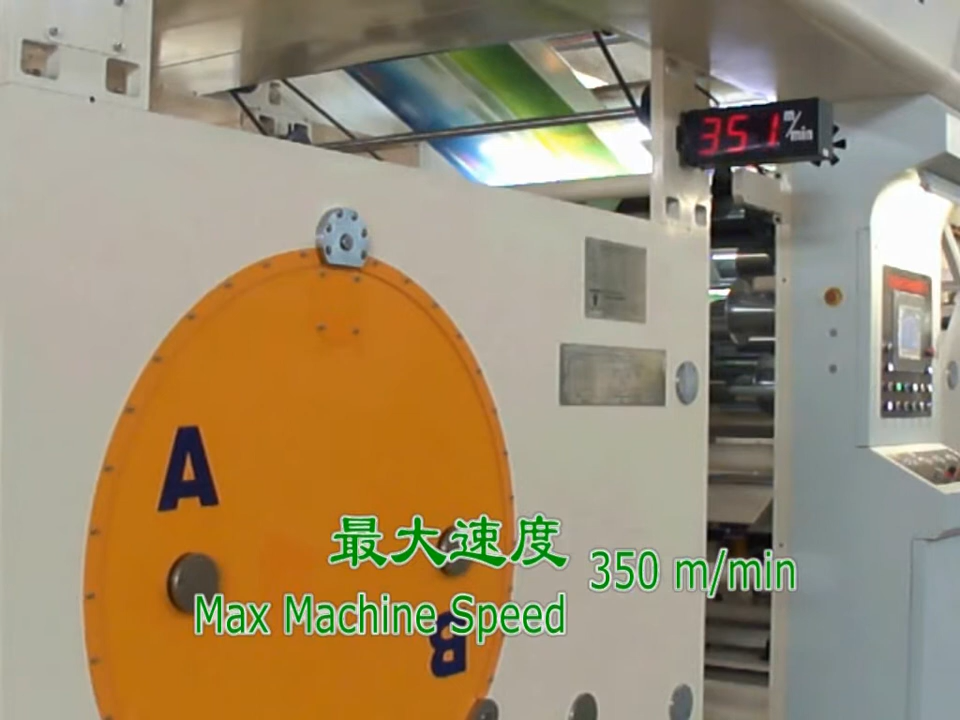 351 m/min
A
最大速度
350 m/min
Max Machine Speed
B